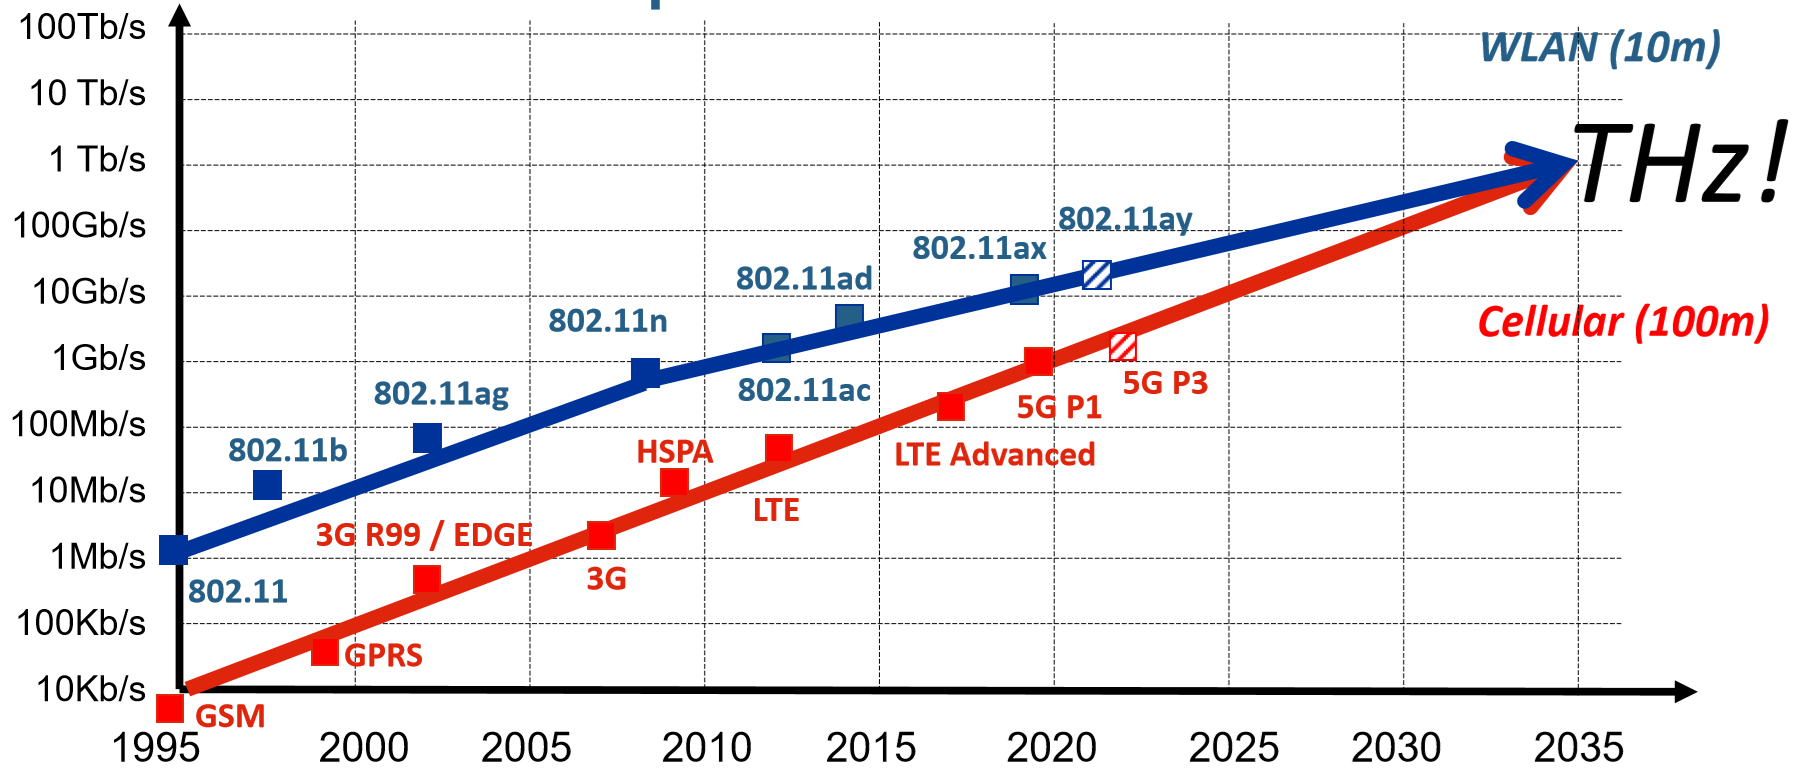 100Tb/s
WLAN (10m)
10 Tb/s
1 Tb/s
THz!
100Gb/s
802.11ay
802.11ax
802.11ad
10Gb/s
802.11n
Cellular (100m)
1Gb/s
802.11ac
5G P3
802.11ag
5G P1
100Mb/s
802.11b
HSPA
LTE Advanced
10Mb/s
LTE
3G R99 / EDGE
1Mb/s
3G
802.11
100Kb/s
GPRS
10Kb/s
GSM
1995 2000 2005 2010 2015 2020 2025 2030 2035